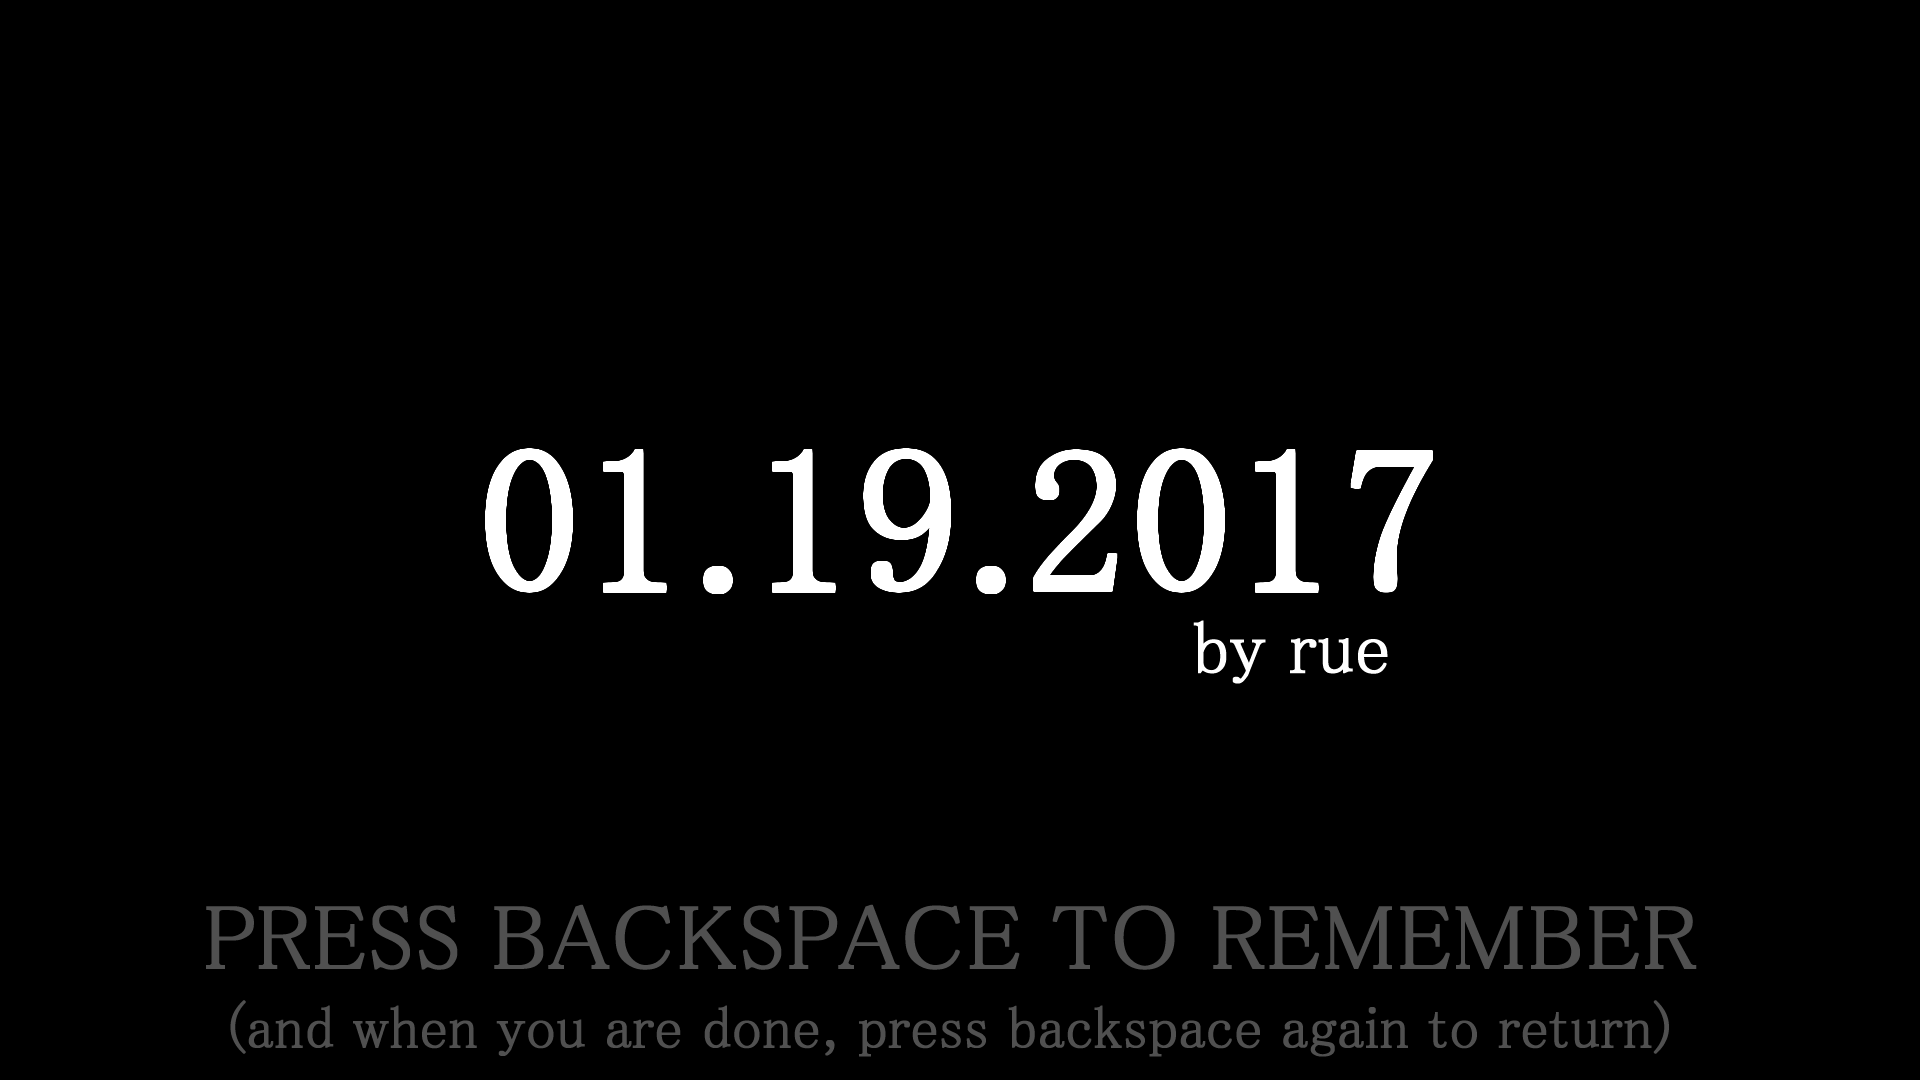 01.19.2017
by rue
PRESS BACKSPACE TO REMEMBER
(and when you are done, press backspace again to return)